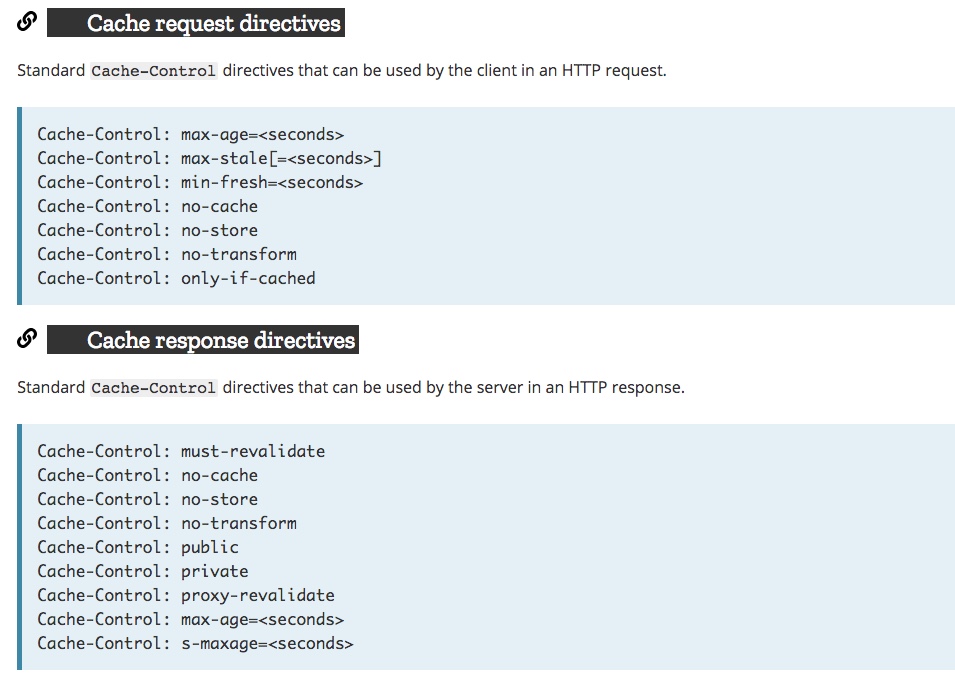 Cache request directives
Standard Cache-Control directives that can be used by the client in an HTTP request.
Cache-Control: max-age=<seconds>
Cache-Control: max-stale[=<seconds>]
Cache-Control: min-fresh=<seconds>
Cache-Control: no-cache
Cache-Control: no-store
Cache-Control: no-transform
Cache-Control: only-if-cached
Cache response directives
Standard Cache-Control directives that can be used by the server in an HTTP response.
Cache-Control: must-revalidate
Cache-Control: no-cache
Cache-Control: no-store
Cache-Control: no-transform
Cache-Control: public
Cache-Control: private
Cache-Control: proxy-revalidate
Cache-Control: max-age=<seconds>
Cache-Control: s-maxage=<seconds>